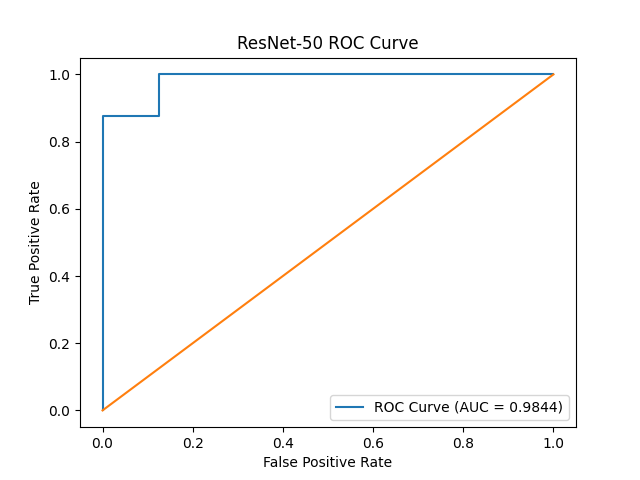 ResNet-50 ROC Curve
1.0
0.8
0.6
0.4
0.2
0.0
True Positive Rate
ROC Curve (AUC = 0.9844)
0.0 0.2 0.4 0.6 0.8 1.0
False Positive Rate